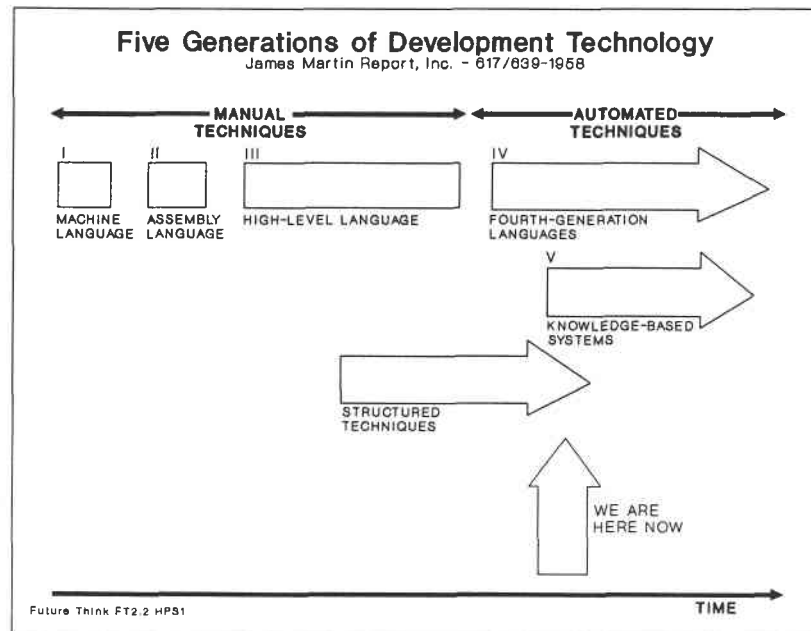 Five Generations of Development Technology
James Martin Report, Inc. - 617/639-1958
MANUAL
TECHNIQUES
AUTOMATED
TECHNIQUES
I
II
III
IV
MACHINE
LANGUAGE
ASSEMBLY
LANGUAGE
HIGH-LEVEL LANGUAGE
FOURTH-GENERATION
LANGUAGES
V
KNOWLEDGE-BASED
SYSTEMS
STRUCTURED
TECHNIQUES
WE ARE
HERE NOW
Future Think FT2.2 HPS1
TIME